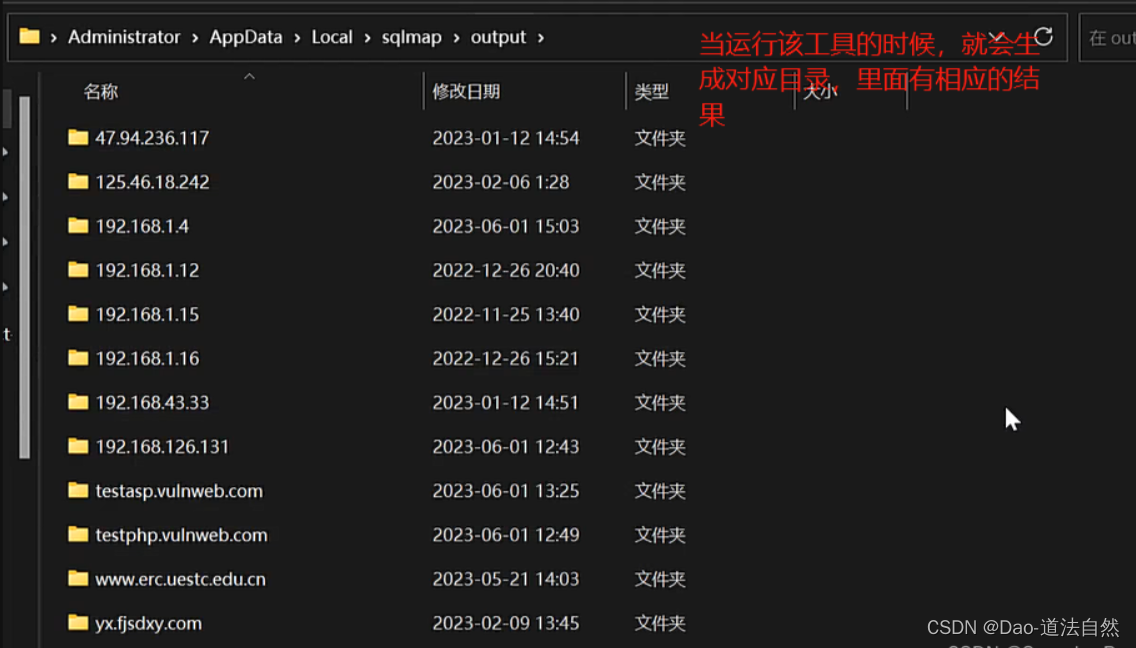 Administrator > AppData > Local > sqlmap > output >
在 out
当运行该工具的时候，就会生
成对应目录，里面有相应的结
果
名称 修改日期 类型 大小
47.94.236.117 2023-01-12 14:54 文件夹
125.46.18.242 2023-02-06 1:28 文件夹
192.168.1.4 2023-06-01 15:03 文件夹
192.168.1.12 2022-12-26 20:40 文件夹
192.168.1.15 2022-11-25 13:40 文件夹
192.168.1.16 2022-12-26 15:21 文件夹
192.168.43.33 2023-01-12 14:51 文件夹
192.168.126.131 2023-06-01 12:43 文件夹
t
testasp.vulnweb.com 2023-06-01 13:25 文件夹
testphp.vulnweb.com 2023-06-01 12:49 文件夹
www.erc.uestc.edu.cn 2023-05-21 14:03 文件夹
yx.fjsdxy.com 2023-02-09 13:45 文件夹
CSDN @Dao-道法自然